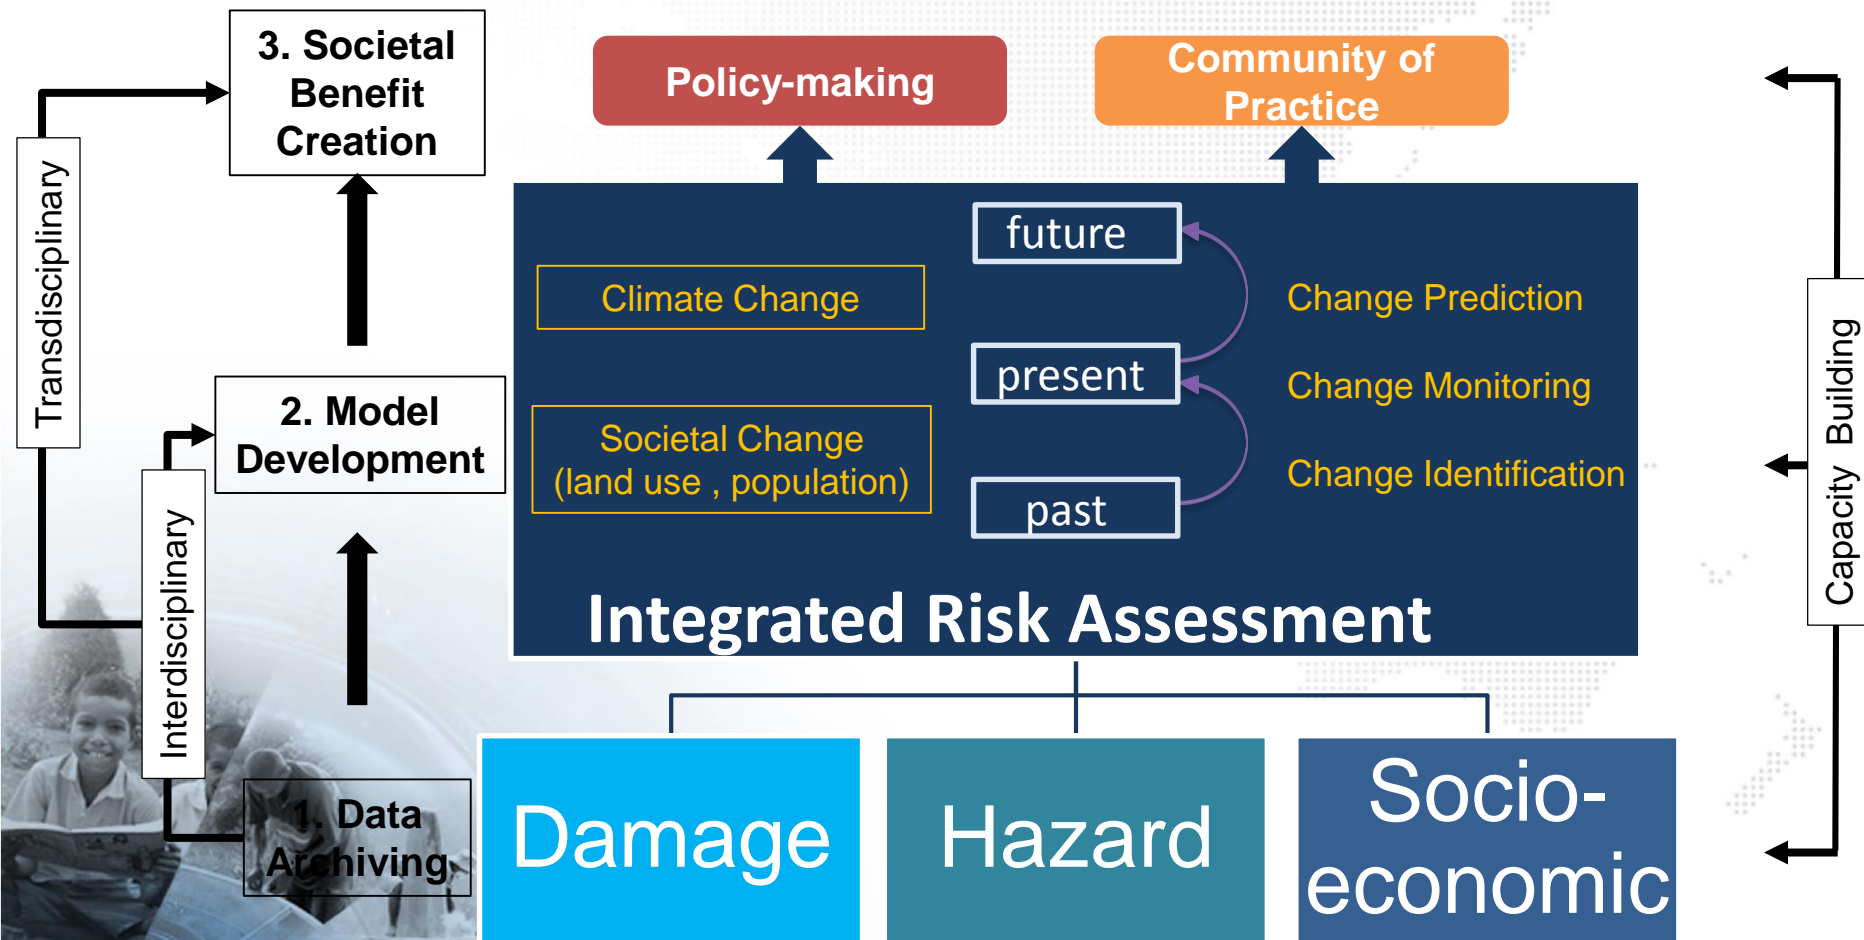 3. Societal
Benefit
Creation
Policy-making
Community of
Practice
Transdisciplinary
future
Climate Change
Change Prediction
present
Change Monitoring
2. Model
Development
Societal Change
(land use , population)
Change Identification
past
Capacity Building
Interdisciplinary
Integrated Risk Assessment
1. Data
Archiving
Damage
Hazard
Socio-
economic